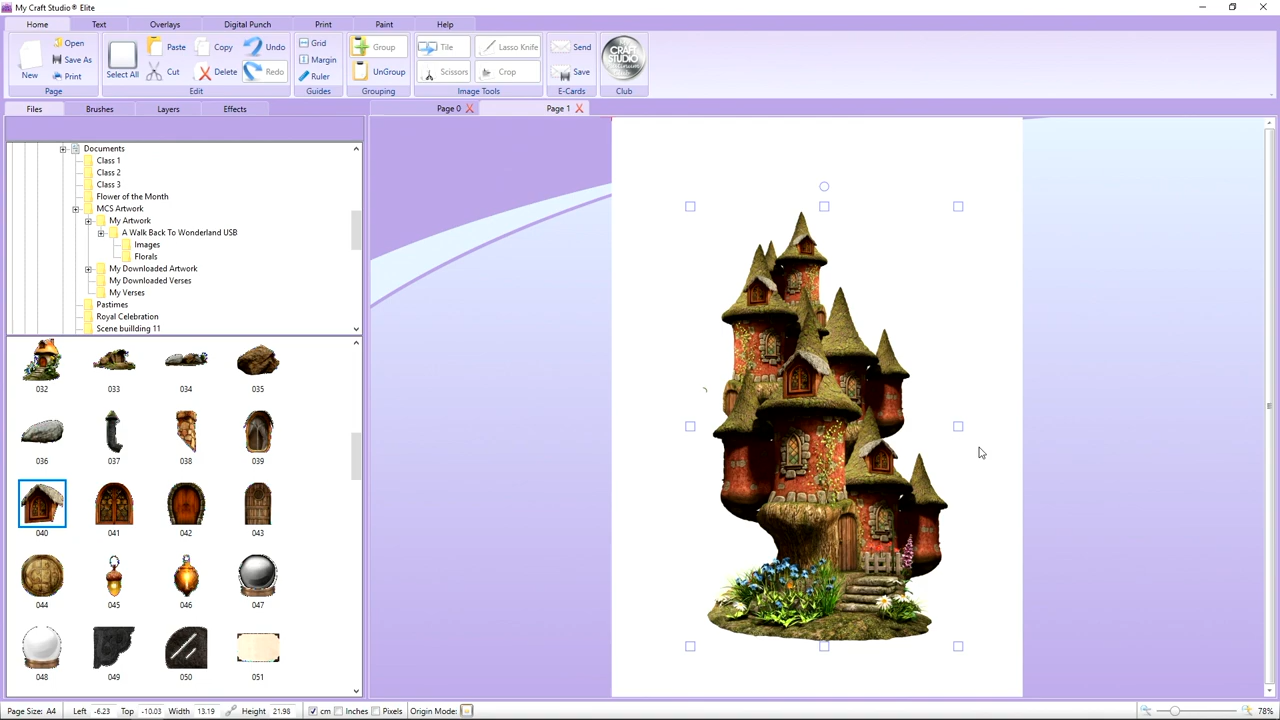 My Craft Studio® Elite
Home Text Overlays Digital Punch Print Paint Help
New Open Save As Print Page
Select All Paste Copy Undo Cut Delete Redo Edit
Grid Margin Ruler Guides
Group UnGroup Grouping
Tile Lasso Knife Scissors Crop Image Tools
Send Save E-Cards
My CRAFT STUDIO Club
Files Brushes Layers Effects
Page 0 Page 1
Documents
Class 1
Class 2
Class 3
Flower of the Month
MCS Artwork
My Artwork
A Walk Back To Wonderland USB
Images
Florals
My Downloaded Artwork
My Downloaded Verses
My Verses
Pastimes
Royal Celebration
Scene builling 11
032 033 034 035
036 037 038 039
040 041 042 043
044 045 046 047
048 049 050 051
Page Size: A4 Left -6.23 Top -10.03 Width 13.19 Height 21.98 cm Inches Pixels Origin Mode: 78%